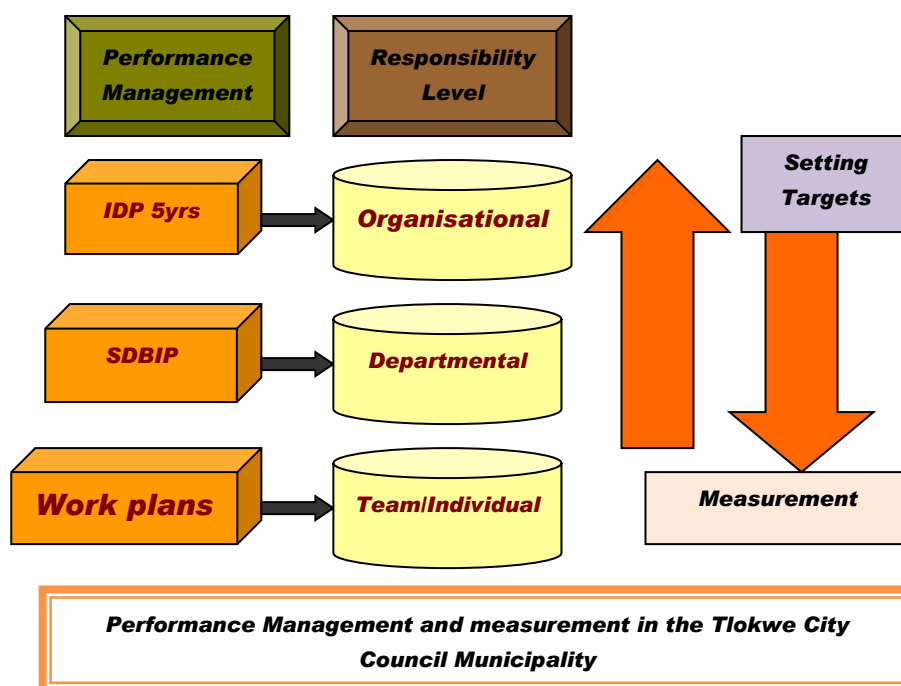 Performance
Management
Responsibility
Level
Setting
Targets
IDP 5yrs
Organisational
SDBIP
Departmental
Work plans
Team/Individual
Measurement
Performance Management and measurement in the Tlokwe City
Council Municipality